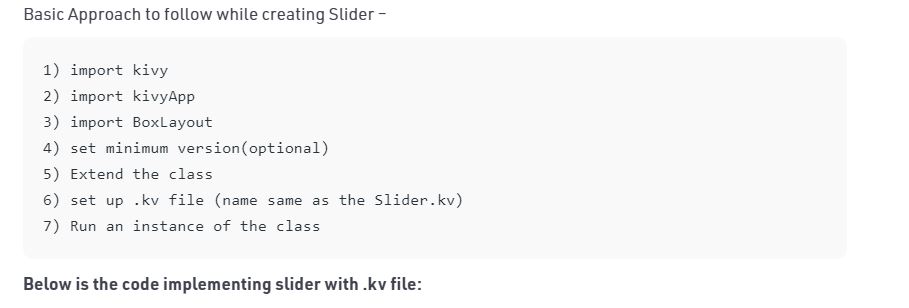 Basic Approach to follow while creating Slider –
1) import kivy
2) import kivyApp
3) import BoxLayout
4) set minimum version(optional)
5) Extend the class
6) set up .kv file (name same as the Slider.kv)
7) Run an instance of the class
Below is the code implementing slider with .kv file: